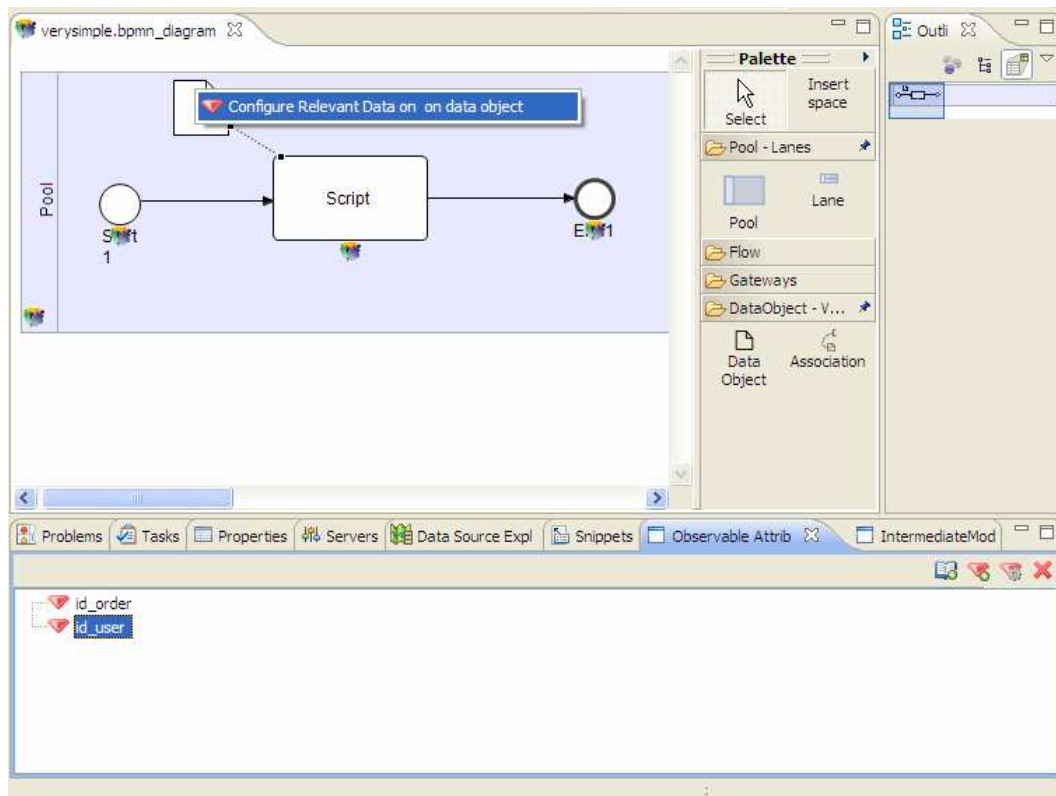 verysimple.bpmn_diagram
Outli
Configure Relevant Data on  on data object
Pool
Script
1
Palette
Select
Insert
space
Pool - Lanes
Pool
Lane
Flow
Gateways
DataObject - V...
Data
Object
Association
Problems
Tasks
Properties
Servers
Data Source Expl
Snippets
Observable Attrib
IntermediateMod
id_order
id_user